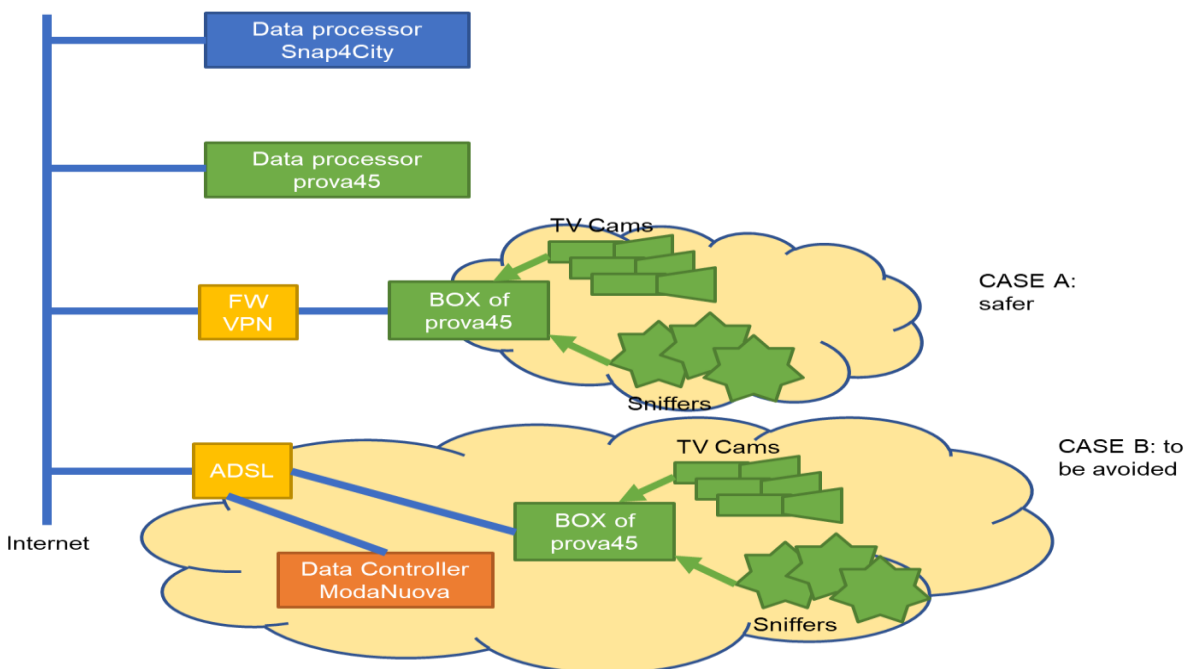 Data processor
Snap4City
Data processor
prova45
TV Cams
FW
VPN
BOX of
prova45
CASE A:
safer
Sniffers
TV Cams
CASE B: to
be avoided
ADSL
BOX of
prova45
Internet
Data Controller
ModaNuova
Sniffers